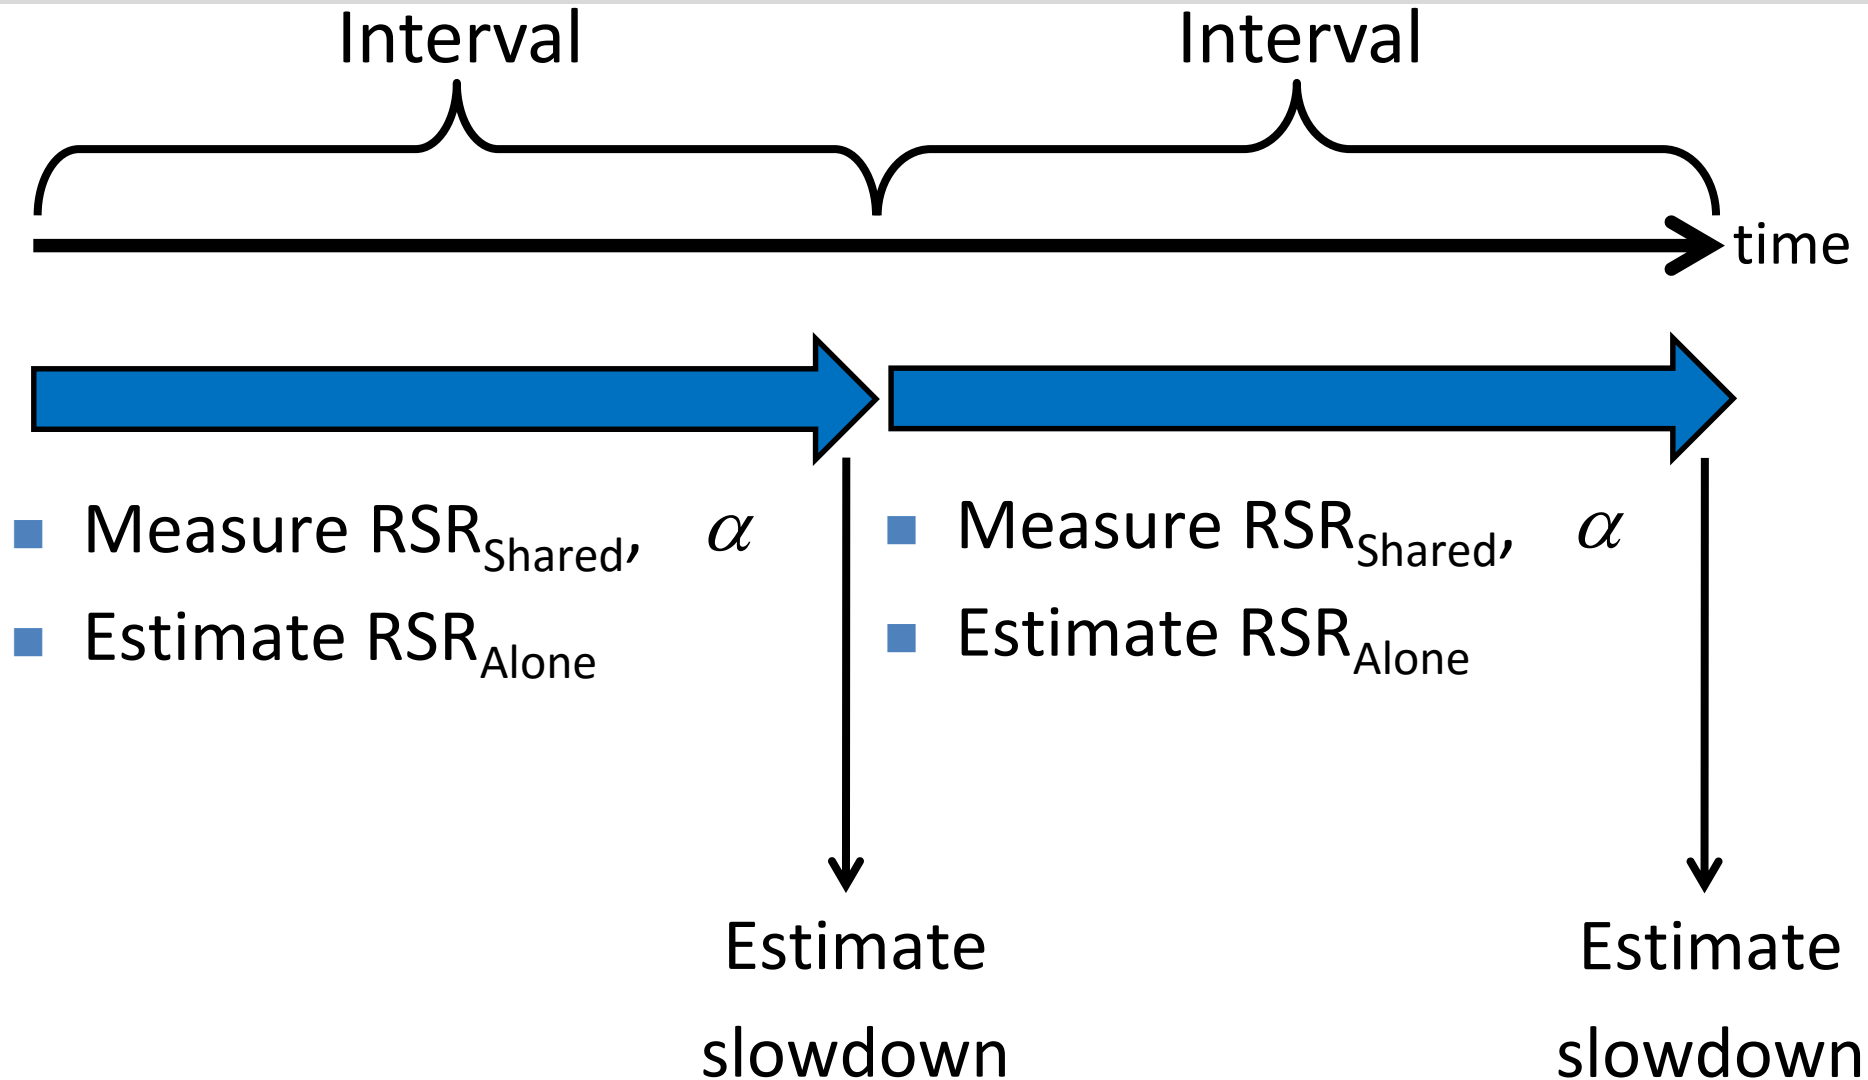 Interval Interval
time
■ Measure RSR_Shared, α
■ Estimate RSR_Alone
■ Measure RSR_Shared, α
■ Estimate RSR_Alone
Estimate
slowdown
Estimate
slowdown